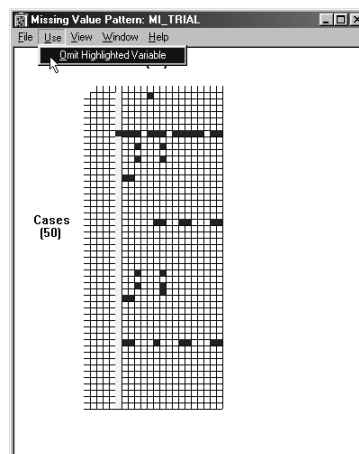 Missing Value Pattern: MI_TRIAL
File Use View Window Help
Omit Highlighted Variable
Cases
(50)